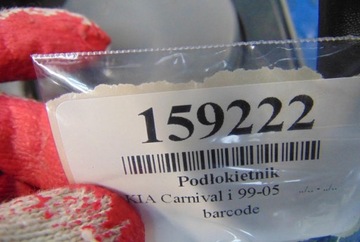 159222
Podłokietnik
KIA Carnival i 99-05
barcode